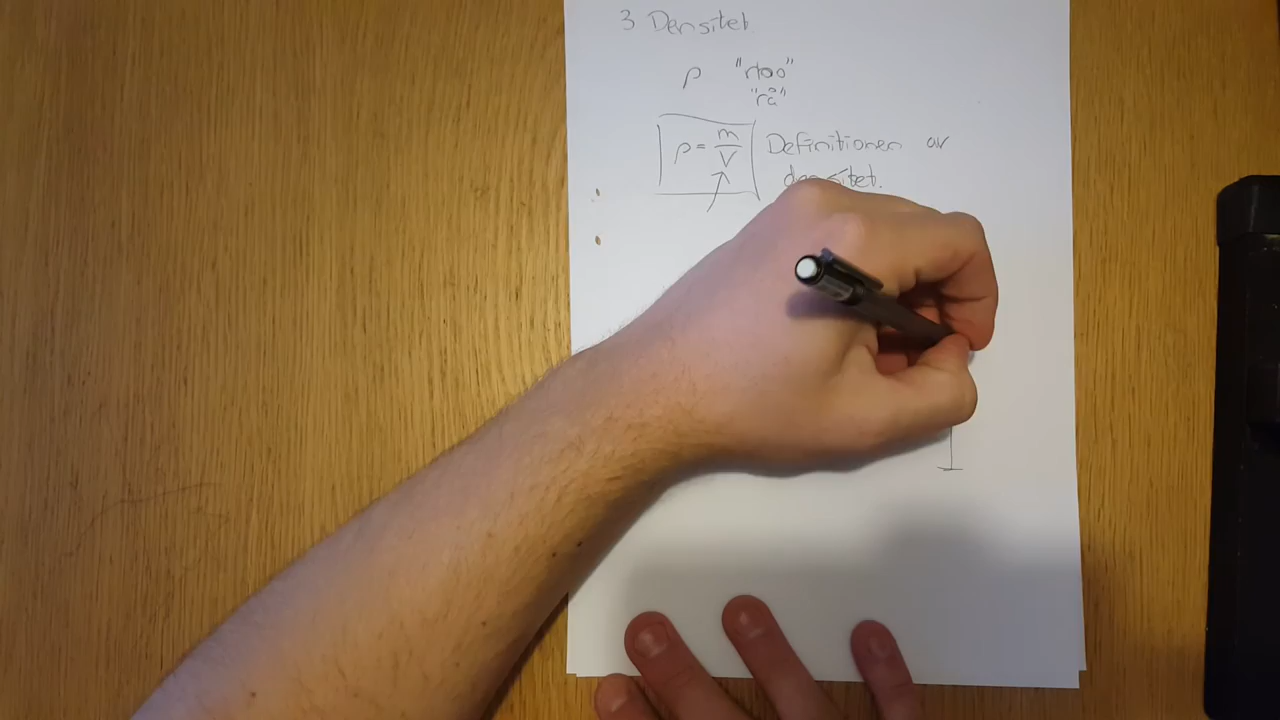 3 Densitet
ρ "rhoo"
"rå"
ρ = m/V Definitionen av
densitet.